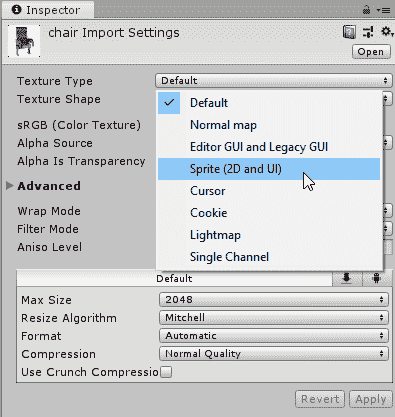 Inspector
chair Import Settings
Open
Texture Type Default
Texture Shape
Default
Normal map
sRGB (Color Texture)
Editor GUI and Legacy GUI
Alpha Source
Sprite (2D and UI)
Alpha Is Transparency
Cursor
Advanced
Cookie
Wrap Mode
Lightmap
Filter Mode
Single Channel
Aniso Level
Default
Max Size 2048
Resize Algorithm Mitchell
Format Automatic
Compression Normal Quality
Use Crunch Compressio
Revert Apply